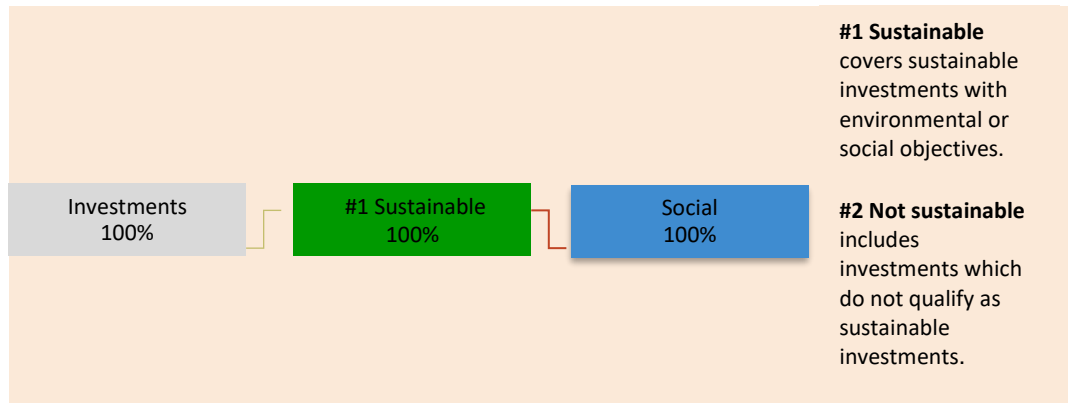 Investments
100%
#1 Sustainable
100%
Social
100%
#1 Sustainable
covers sustainable
investments with
environmental or
social objectives.
#2 Not sustainable
includes
investments which
do not qualify as
sustainable
investments.